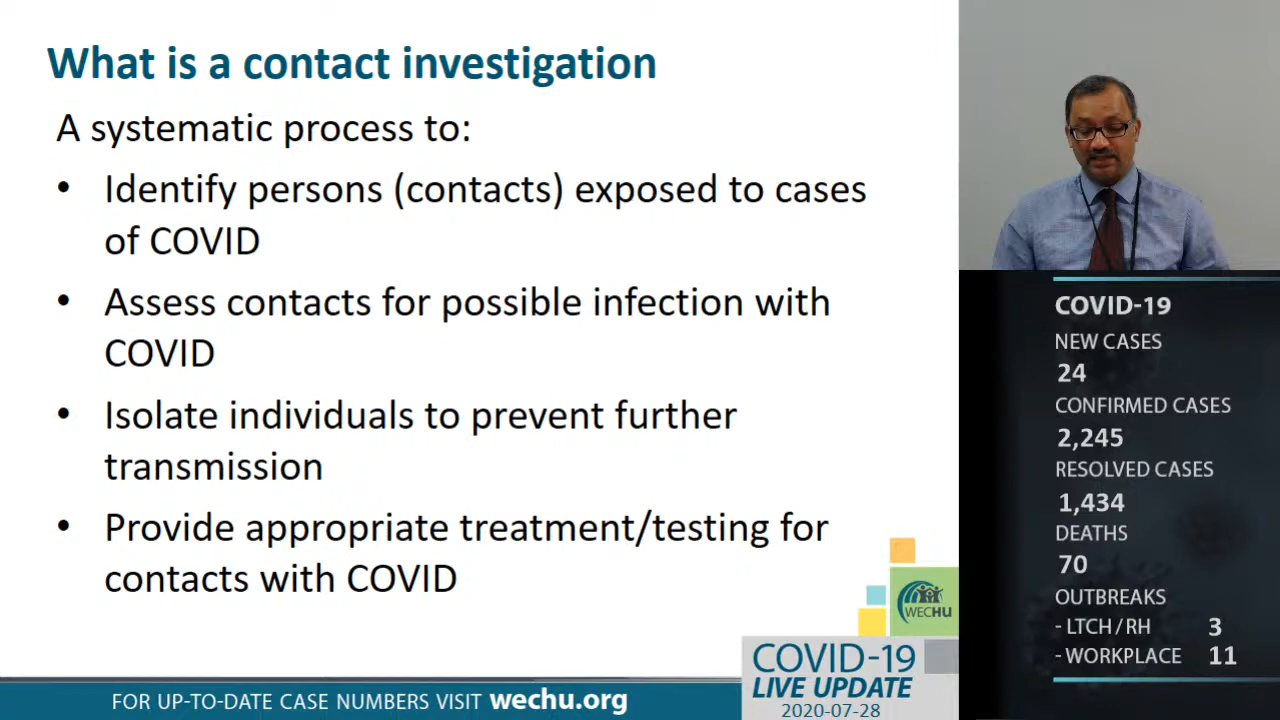 What is a contact investigation
A systematic process to:
• Identify persons (contacts) exposed to cases
of COVID
• Assess contacts for possible infection with
COVID
• Isolate individuals to prevent further
transmission
• Provide appropriate treatment/testing for
contacts with COVID
WECHU
COVID-19
LIVE UPDATE
2020-07-28
FOR UP-TO-DATE CASE NUMBERS VISIT wechu.org
COVID-19
NEW CASES
24
CONFIRMED CASES
2,245
RESOLVED CASES
1,434
DEATHS
70
OUTBREAKS
- LTCH / RH 3
- WORKPLACE 11